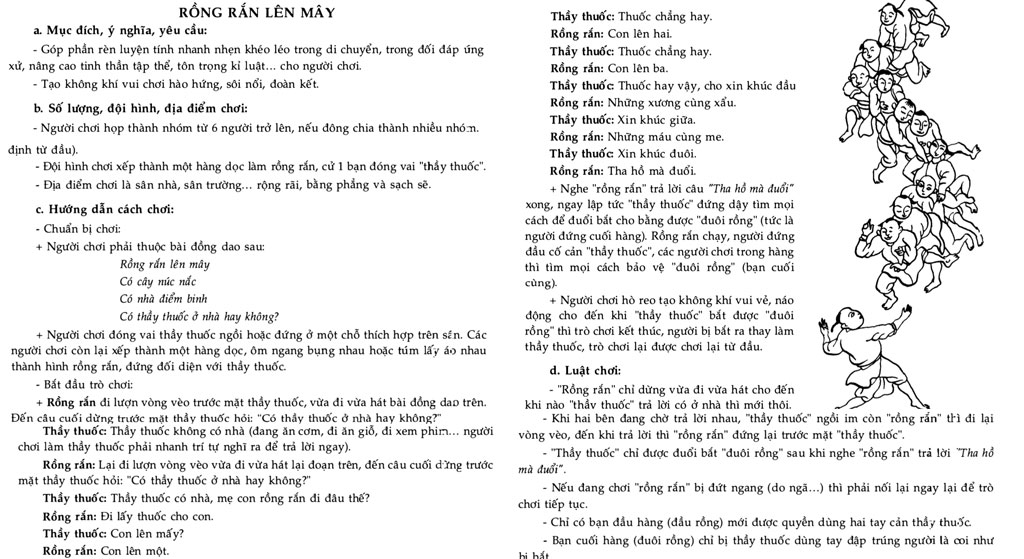 RỒNG RẮN LÊN MÂY
a. Mục đích, ý nghĩa, yêu cầu:
- Góp phần rèn luyện tính nhanh nhẹn khéo léo trong di chuyển, trong đối đáp ứng
xử, nâng cao tinh thần tập thể, tôn trọng kỉ luật... cho người chơi.
- Tạo không khí vui chơi hào hứng, sôi nổi, đoàn kết.
b. Số lượng, đội hình, địa điểm chơi:
- Người chơi họp thành nhóm từ 6 người trở lên, nếu đông chia thành nhiều nhóm.
định từ đầu).
- Đội hình chơi xếp thành một hàng dọc làm rồng rắn, cử 1 bạn đóng vai "thầy thuốc".
- Địa điểm chơi là sân nhà, sân trường... rộng rãi, bằng phẳng và sạch sẽ.
c. Hướng dẫn cách chơi:
- Chuẩn bị chơi:
+ Người chơi phải thuộc bài đồng dao sau:
Rồng rắn lên mây
Có cây núc nắc
Có nhà điểm binh
Có thầy thuốc ở nhà hay không?
+ Người chơi đóng vai thầy thuốc ngồi hoặc đứng ở một chỗ thích hợp trên sân. Các
người chơi còn lại xếp thành một hàng dọc, ôm ngang bụng nhau hoặc túm lấy áo nhau
thành hình rồng rắn, đứng đối diện với thầy thuốc.
- Bắt đầu trò chơi:
+ Rồng rắn đi lượn vòng vèo trước mặt thầy thuốc, vừa đi vừa hát bài đồng dao trên.
Đến câu cuối dừng trước mặt thầy thuốc hỏi: "Có thầy thuốc ở nhà hay không?"
Thầy thuốc: Thầy thuốc không có nhà (đang ăn cơm, đi ăn giỗ, đi xem phim... người
chơi làm thầy thuốc phải nhanh trí tự nghĩ ra để trả lời ngay).
Rồng rắn: Lại đi lượn vòng vèo vừa đi vừa hát lại đoạn trên, đến câu cuối dừng trước
mặt thầy thuốc hỏi: "Có thầy thuốc ở nhà hay không?"
Thầy thuốc: Thầy thuốc có nhà, mẹ con rồng rắn đi đâu thế?
Rồng rắn: Đi lấy thuốc cho con.
Thầy thuốc: Con lên mấy?
Rồng rắn: Con lên một.
Thầy thuốc: Thuốc chẳng hay.
Rồng rắn: Con lên hai.
Thầy thuốc: Thuốc chẳng hay.
Rồng rắn: Con lên ba.
Thầy thuốc: Thuốc hay vậy, cho xin khúc đầu
Rồng rắn: Những xương cùng xẩu.
Thầy thuốc: Xin khúc giữa.
Rồng rắn: Những máu cùng me.
Thầy thuốc: Xin khúc đuôi.
Rồng rắn: Tha hồ mà đuổi.
+ Nghe "rồng rắn" trả lời câu "Tha hồ mà đuổi"
xong, ngay lập tức "thầy thuốc" đứng dậy tìm mọi
cách để đuổi bắt cho bằng được "đuôi rồng" (tức là
người đứng cuối hàng). Rồng rắn chạy, người đứng
đầu cố cản "thầy thuốc", các người chơi trong hàng
thì tìm mọi cách bảo vệ "đuôi rồng" (bạn cuối
cùng).
+ Người chơi hò reo tạo không khí vui vẻ, náo
động cho đến khi "thầy thuốc" bắt được "đuôi
rồng" thì trò chơi kết thúc, người bị bắt ra thay làm
thầy thuốc, trò chơi lại được chơi lại từ đầu.
d. Luật chơi:
- "Rồng rắn" chỉ dừng vừa đi vừa hát cho đến
khi nào "thầy thuốc" trả lời có ở nhà thì mới thôi.
- Khi hai bên đang chờ trả lời nhau, "thầy thuốc" ngồi im còn "rồng rắn" thì đi lại
vòng vèo, đến khi trả lời thì "rồng rắn" đứng lại trước mặt "thầy thuốc".
- "Thầy thuốc" chỉ được đuổi bắt "đuôi rồng" sau khi nghe "rồng rắn" trả lời "Tha hồ
mà đuổi".
- Nếu đang chơi "rồng rắn" bị đứt ngang (do ngã...) thì phải nối lại ngay lại để trò
chơi tiếp tục.
- Chỉ có bạn đầu hàng (đầu rồng) mới được quyền dùng hai tay cản thầy thuốc.
- Bạn cuối hàng (đuôi rồng) chỉ bị thầy thuốc dùng tay đập trúng người là coi như
bị bắt.